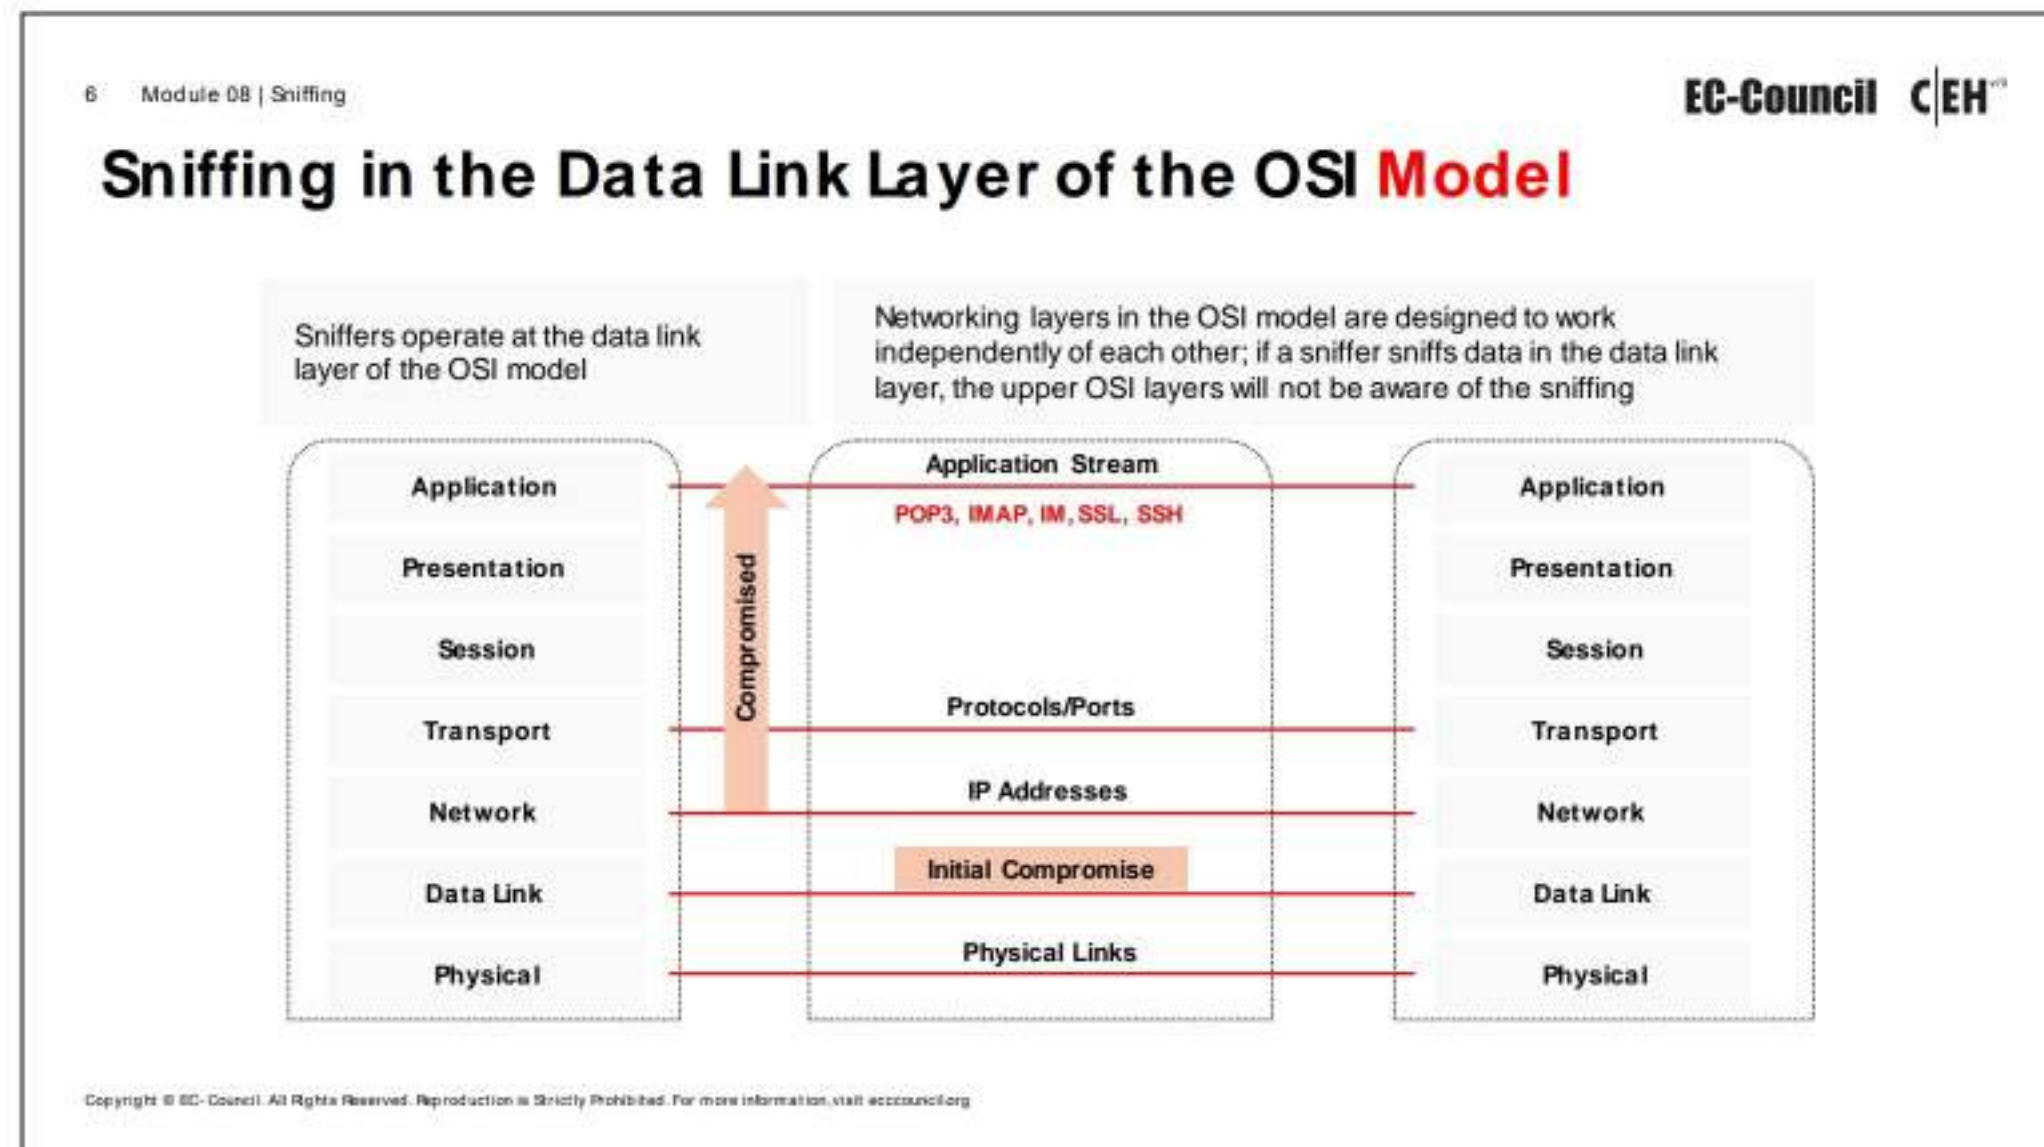 6 Module 08 | Sniffing
EC-Council C|EH
Sniffing in the Data Link Layer of the OSI Model
Sniffers operate at the data link
layer of the OSI model
Networking layers in the OSI model are designed to work
independently of each other; if a sniffer sniffs data in the data link
layer, the upper OSI layers will not be aware of the sniffing
Application
Presentation
Session
Transport
Network
Data Link
Physical
Compromised
Application Stream
POP3, IMAP, IM, SSL, SSH
Protocols/Ports
IP Addresses
Initial Compromise
Physical Links
Application
Presentation
Session
Transport
Network
Data Link
Physical
Copyright © EC-Council. All Rights Reserved. Reproduction is Strictly Prohibited. For more information, visit eccouncil.org